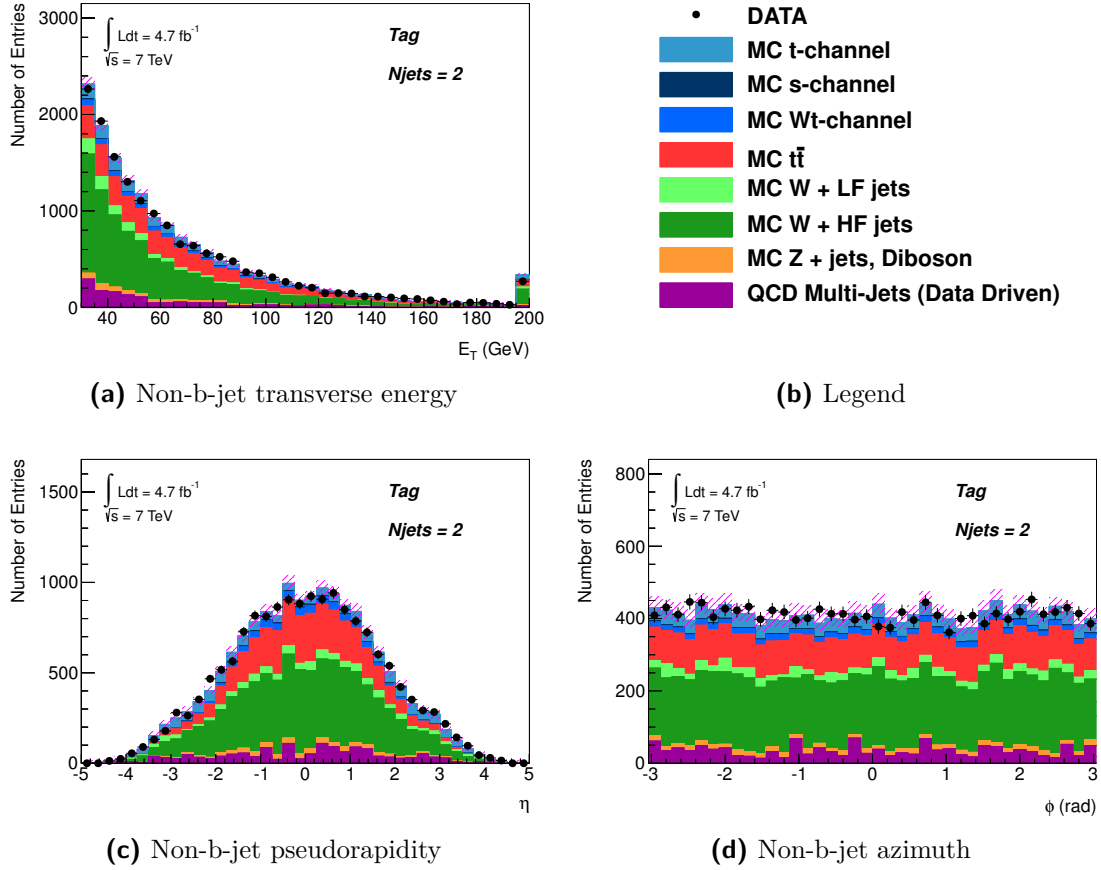 Number of Entries
3000
2000
1000
0
∫ Ldt = 4.7 fb⁻¹
√s = 7 TeV
Tag
Njets = 2
40 60 80 100 120 140 160 180 200
E_T (GeV)
(a) Non-b-jet transverse energy
DATA
MC t-channel
MC s-channel
MC Wt-channel
MC tt̄
MC W + LF jets
MC W + HF jets
MC Z + jets, Diboson
QCD Multi-Jets (Data Driven)
(b) Legend
Number of Entries
1500
1000
500
0
∫ Ldt = 4.7 fb⁻¹
√s = 7 TeV
Tag
Njets = 2
-5 -4 -3 -2 -1 0 1 2 3 4 5
η
(c) Non-b-jet pseudorapidity
Number of Entries
800
600
400
200
0
∫ Ldt = 4.7 fb⁻¹
√s = 7 TeV
Tag
Njets = 2
-3 -2 -1 0 1 2 3
ϕ (rad)
(d) Non-b-jet azimuth